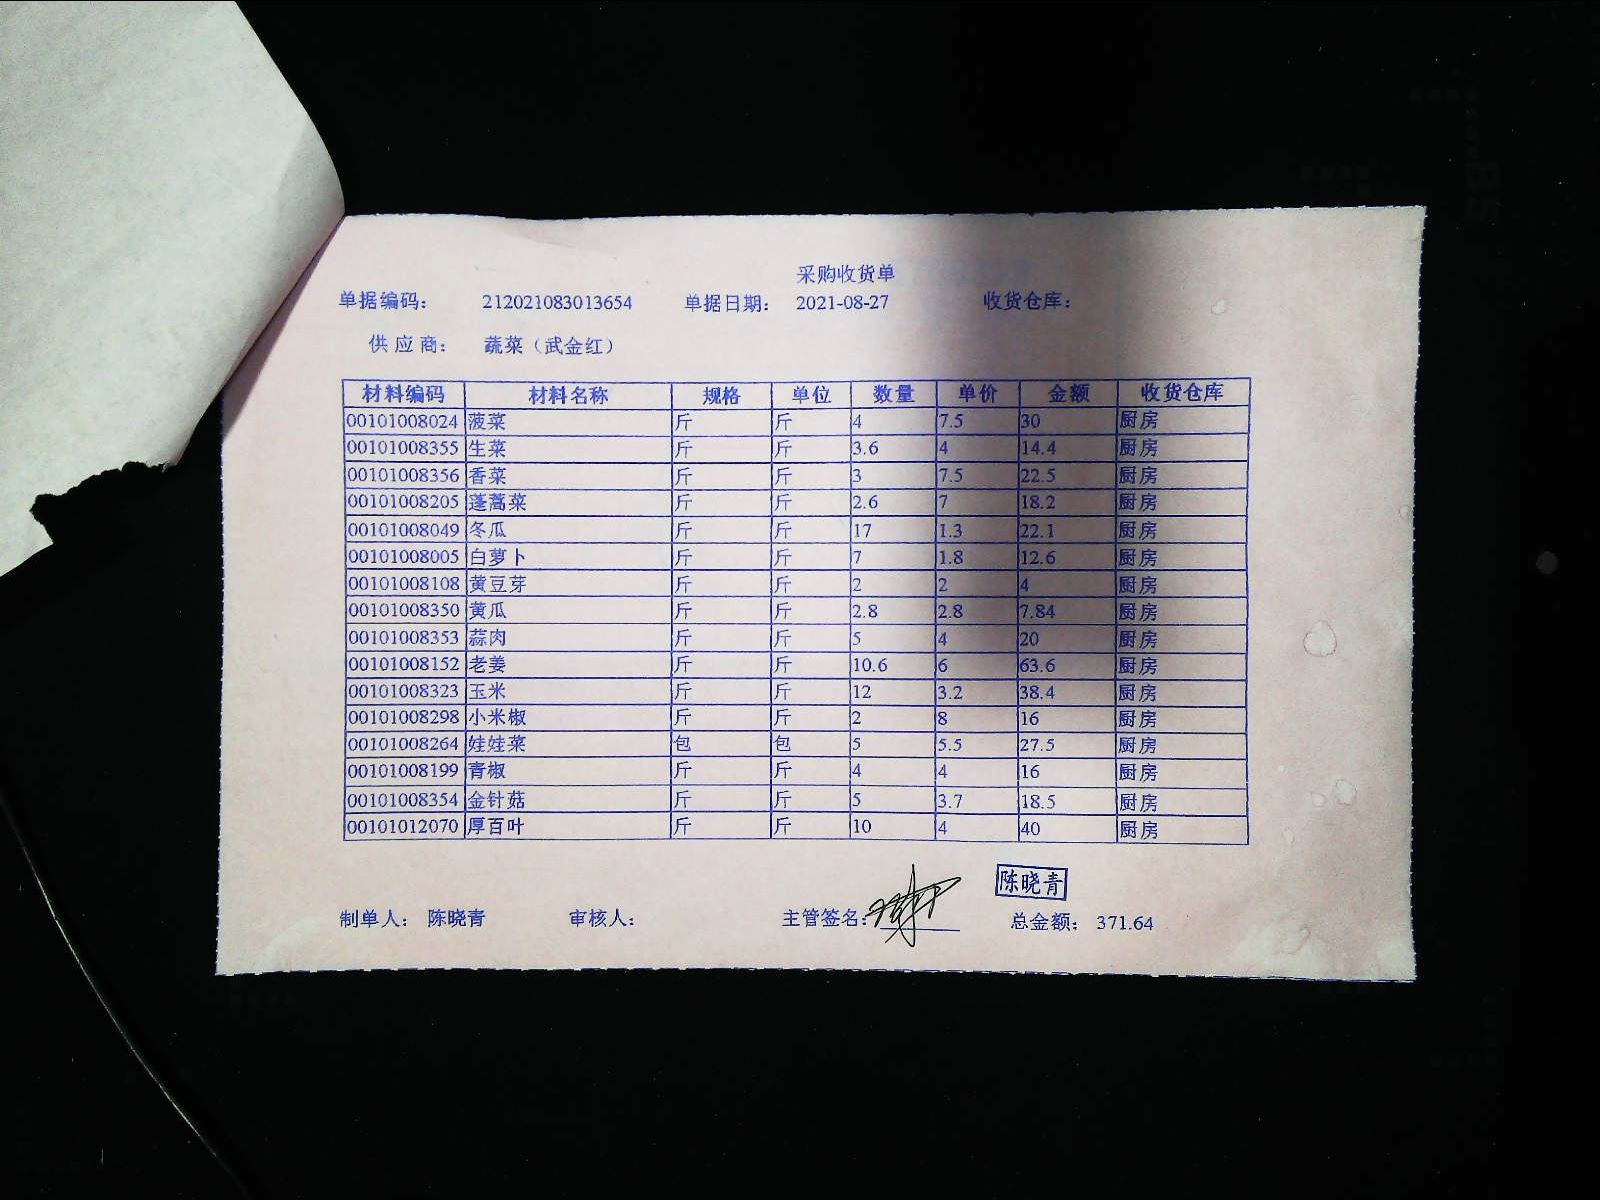 采购收货单
单据编码： 212021083013654 单据日期： 2021-08-27 收货仓库：
供应商： 蔬菜（武金红）
材料编码 材料名称 规格 单位 数量 单价 金额 收货仓库
00101008024 菠菜 斤 斤 4 7.5 30 厨房
00101008355 生菜 斤 斤 3.6 4 14.4 厨房
00101008356 香菜 斤 斤 3 7.5 22.5 厨房
00101008205 蓬蒿菜 斤 斤 2.6 7 18.2 厨房
00101008049 冬瓜 斤 斤 17 1.3 22.1 厨房
00101008005 白萝卜 斤 斤 7 1.8 12.6 厨房
00101008108 黄豆芽 斤 斤 2 2 4 厨房
00101008350 黄瓜 斤 斤 2.8 2.8 7.84 厨房
00101008353 蒜肉 斤 斤 5 4 20 厨房
00101008152 老姜 斤 斤 10.6 6 63.6 厨房
00101008323 玉米 斤 斤 12 3.2 38.4 厨房
00101008298 小米椒 斤 斤 2 8 16 厨房
00101008264 娃娃菜 包 包 5 5.5 27.5 厨房
00101008199 青椒 斤 斤 4 4 16 厨房
00101008354 金针菇 斤 斤 5 3.7 18.5 厨房
00101012070 厚百叶 斤 斤 10 4 40 厨房
陈晓青
制单人： 陈晓青 审核人： 主管签名： 总金额： 371.64